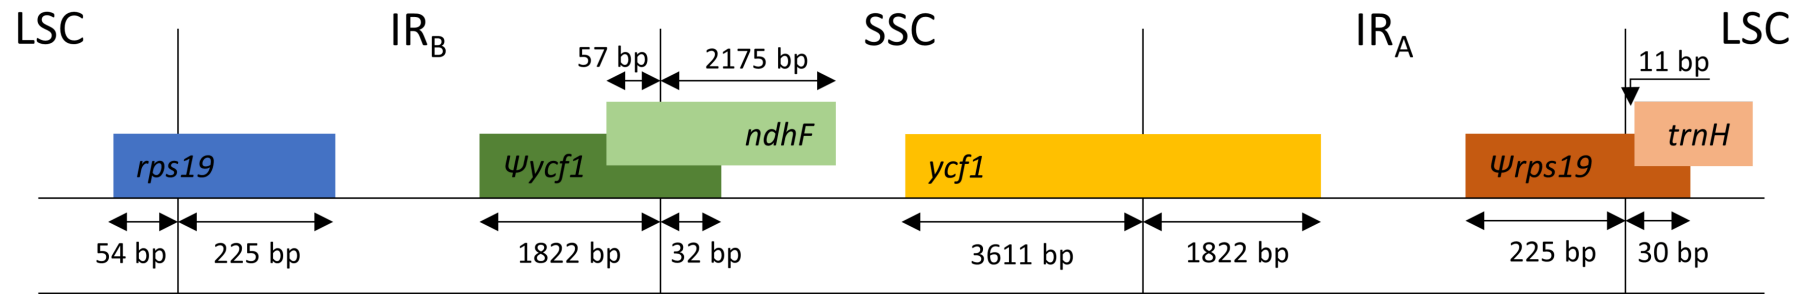 LSC IRB SSC IRA LSC
57 bp 2175 bp 11 bp
ndhF trnH
rps19 Ψycf1 ycf1 Ψrps19
54 bp 225 bp 1822 bp 32 bp 3611 bp 1822 bp 225 bp 30 bp